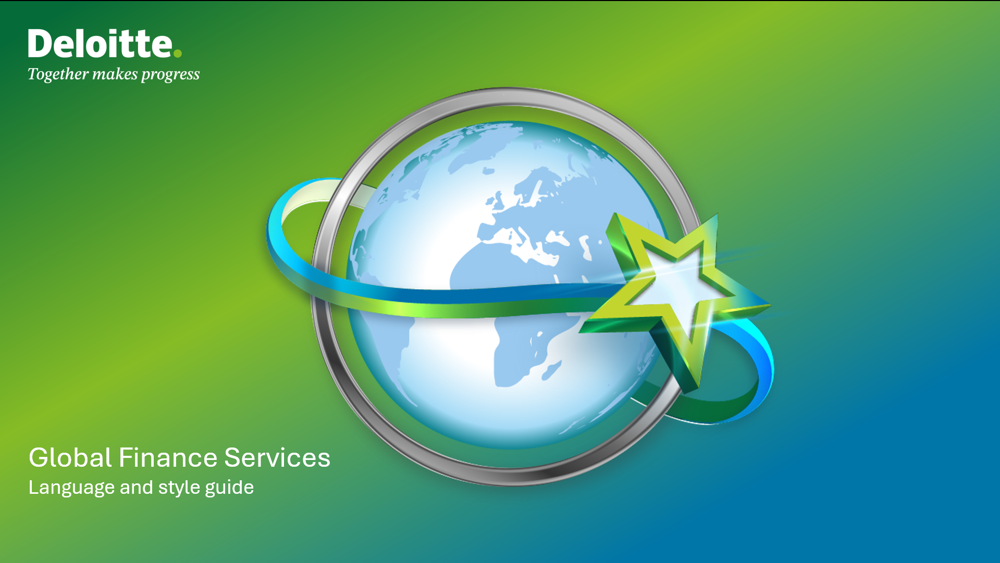 Deloitte.
Together makes progress
Global Finance Services
Language and style guide